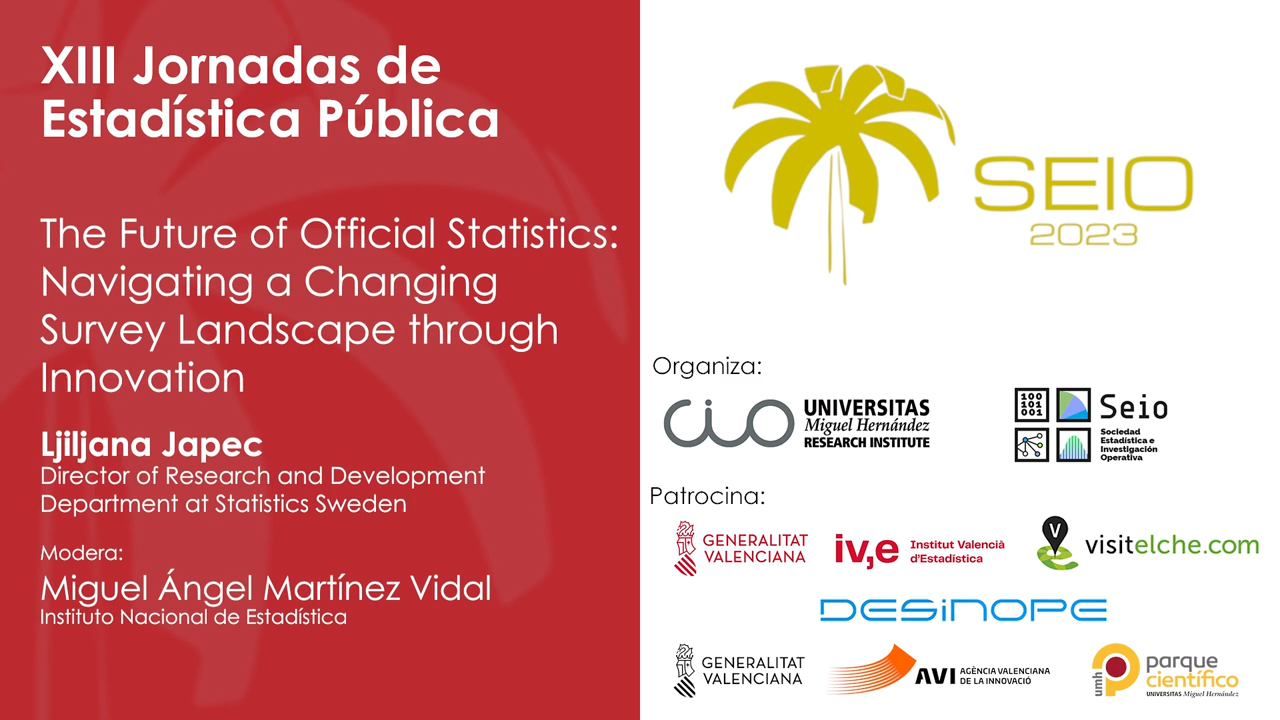 XIII Jornadas de
Estadística Pública
The Future of Official Statistics:
Navigating a Changing
Survey Landscape through
Innovation
Ljiljana Japec
Director of Research and Development
Department at Statistics Sweden
Modera:
Miguel Ángel Martínez Vidal
Instituto Nacional de Estadística
SEIO
2023
Organiza:
cio
UNIVERSITAS
Miguel Hernández
RESEARCH INSTITUTE
100
101
001
Seio
Sociedad
Estadística e
Investigación
Operativa
Patrocina:
GENERALITAT
VALENCIANA
iv,e
Institut Valencià
d'Estadística
V
visitelche.com
DESiNOPE
GENERALITAT
VALENCIANA
AVI
AGÈNCIA VALENCIANA
DE LA INNOVACIÓ
umh
parque
científico
UNIVERSITAS Miguel Hernández